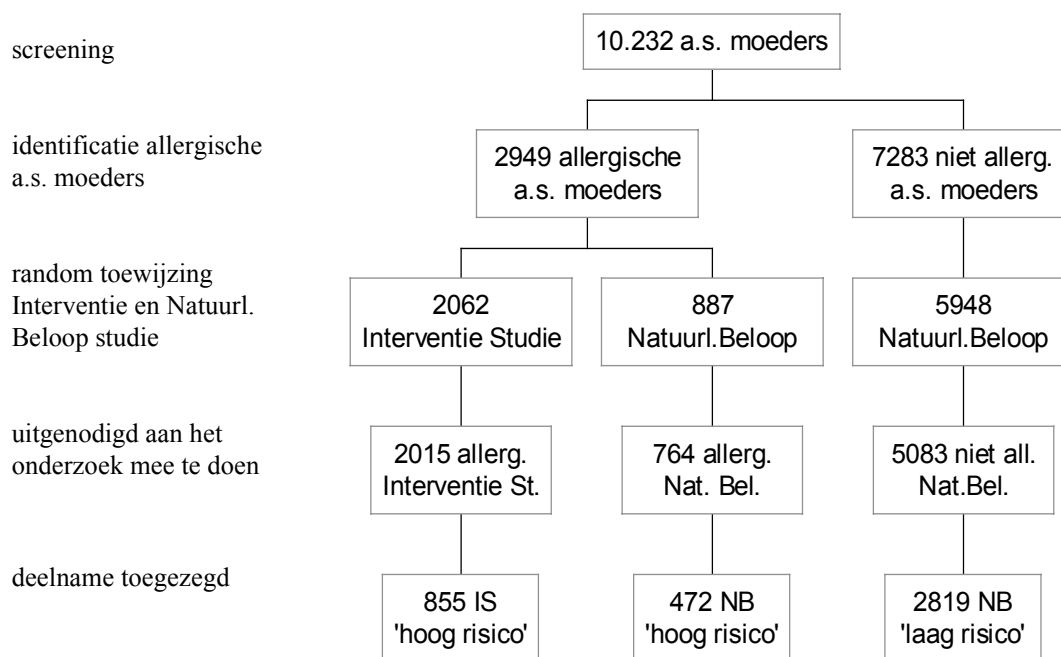 screening
10.232 a.s. moeders
identificatie allergische
a.s. moeders
2949 allergische
a.s. moeders
7283 niet allerg.
a.s. moeders
random toewijzing
Interventie en Natuurl.
Beloop studie
2062
Interventie Studie
887
Natuurl.Beloop
5948
Natuurl.Beloop
uitgenodigd aan het
onderzoek mee te doen
2015 allerg.
Interventie St.
764 allerg.
Nat. Bel.
5083 niet all.
Nat.Bel.
deelname toegezegd
855 IS
'hoog risico'
472 NB
'hoog risico'
2819 NB
'laag risico'